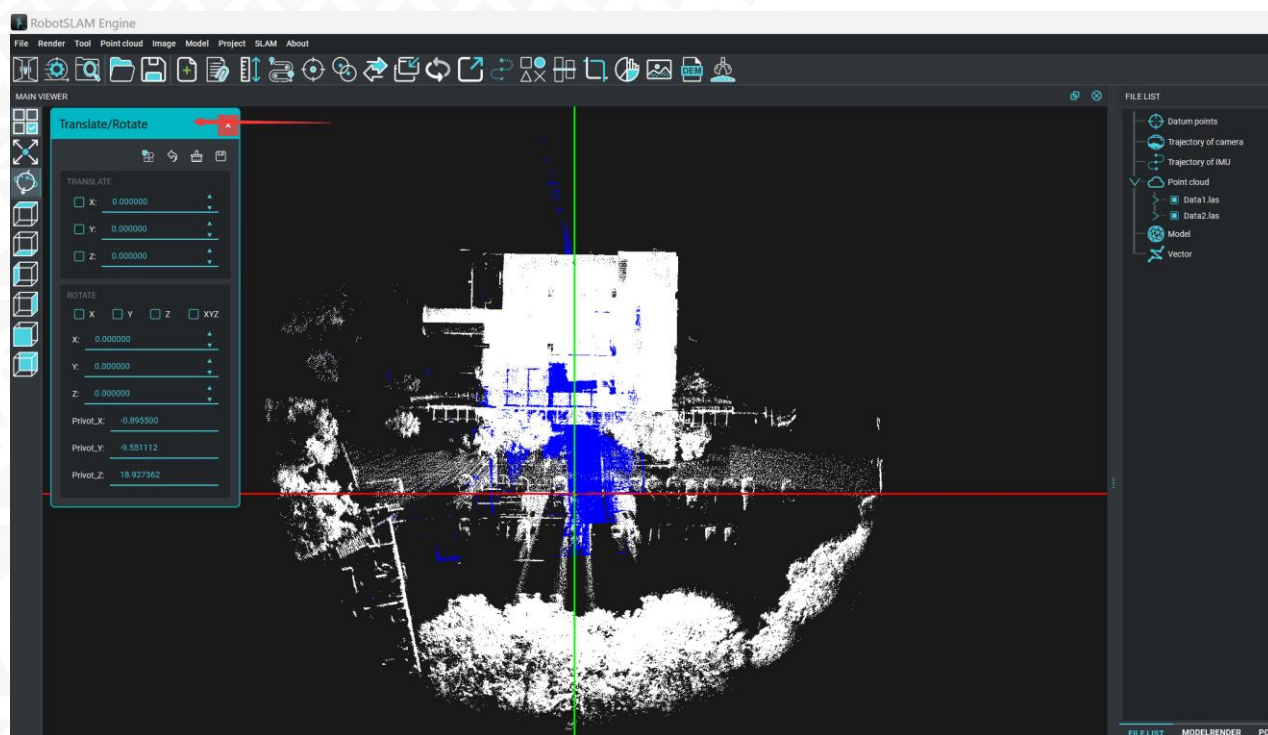 RobotSLAM Engine
File Render Tool Point cloud Image Model Project SLAM About
DEM
MAIN VIEWER
FILE LIST
Translate/Rotate
TRANSLATE
X: 0.000000
Y: 0.000000
Z: 0.000000
ROTATE
X Y Z XYZ
X: 0.000000
Y: 0.000000
Z: 0.000000
Privot_X: -0.895500
Privot_Y: -9.551112
Privot_Z: 18.927362
Datum points
Trajectory of camera
Trajectory of IMU
Point cloud
Data1.las
Data2.las
Model
Vector
FILE LIST MODELRENDER PO